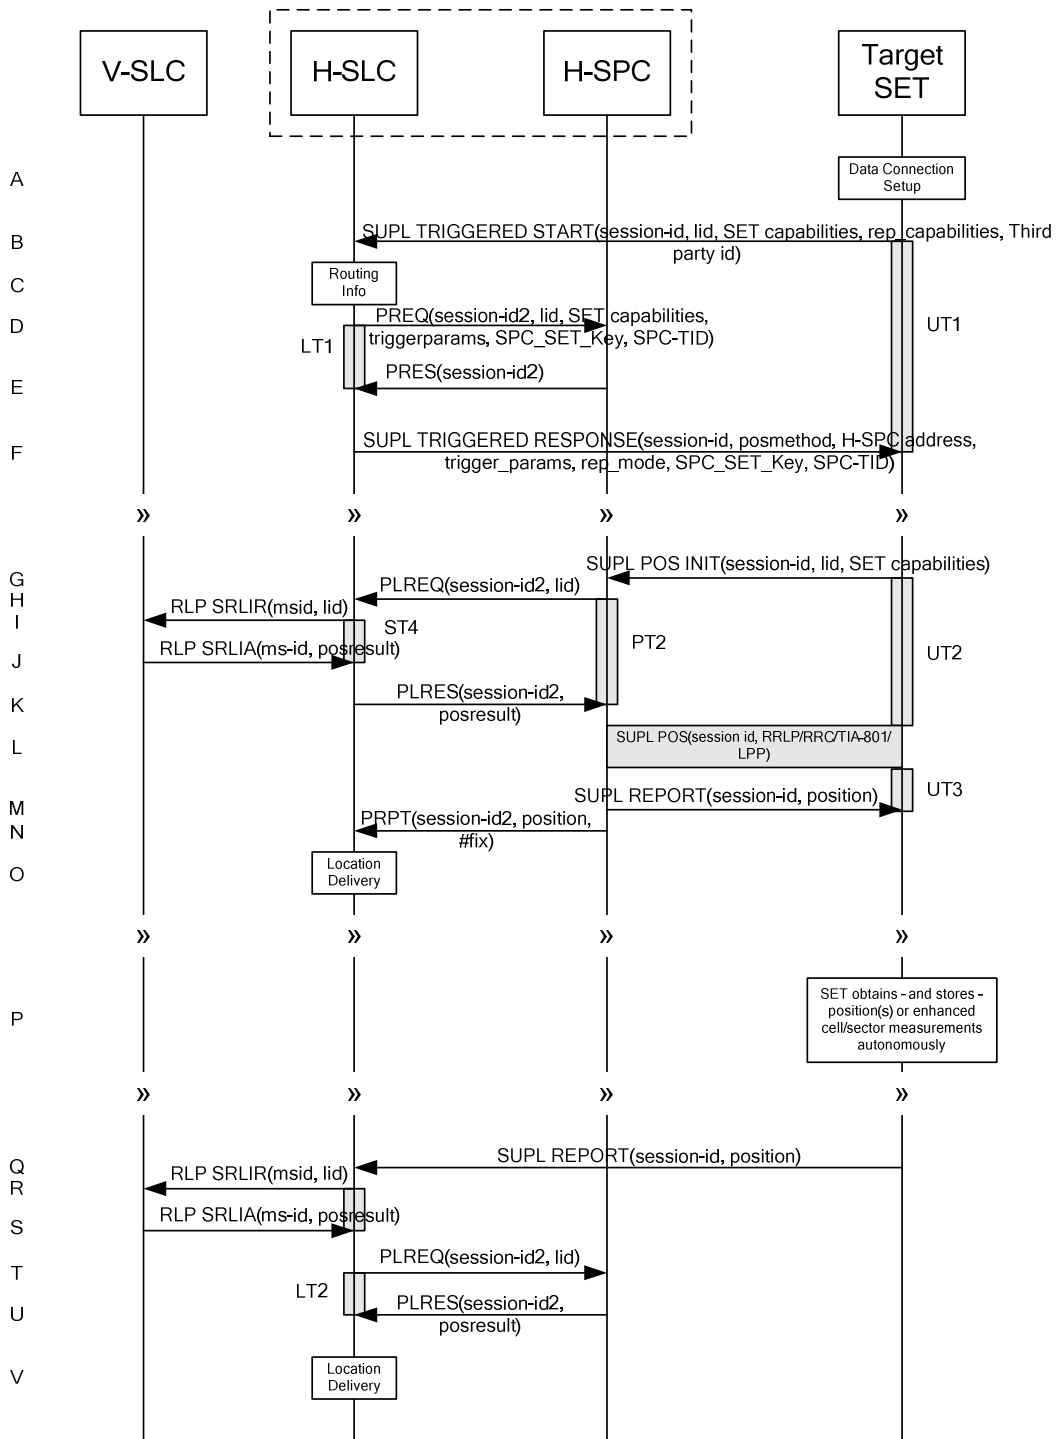 V-SLC
H-SLC
H-SPC
Target
SET
A
Data Connection
Setup
B
SUPL TRIGGERED START(session-id, lid, SET capabilities, rep_capabilities, Third
party id)
C
Routing
Info
D
PREQ(session-id2, lid, SET capabilities,
triggerparams, SPC_SET_Key, SPC-TID)
LT1
UT1
E
PRES(session-id2)
F
SUPL TRIGGERED RESPONSE(session-id, posmethod, H-SPC address,
trigger_params, rep_mode, SPC_SET_Key, SPC-TID)
» » » »
G
SUPL POS INIT(session-id, lid, SET capabilities)
H
PLREQ(session-id2, lid)
I
RLP SRLIR(msid, lid)
ST4
PT2
UT2
J
RLP SRLIA(ms-id, posresult)
K
PLRES(session-id2,
posresult)
L
SUPL POS(session id, RRLP/RRC/TIA-801/
LPP)
UT3
M
SUPL REPORT(session-id, position)
N
PRPT(session-id2, position,
#fix)
O
Location
Delivery
» » » »
P
SET obtains - and stores -
position(s) or enhanced
cell/sector measurements
autonomously
» » » »
Q
SUPL REPORT(session-id, position)
R
RLP SRLIR(msid, lid)
S
RLP SRLIA(ms-id, posresult)
T
PLREQ(session-id2, lid)
LT2
U
PLRES(session-id2,
posresult)
V
Location
Delivery